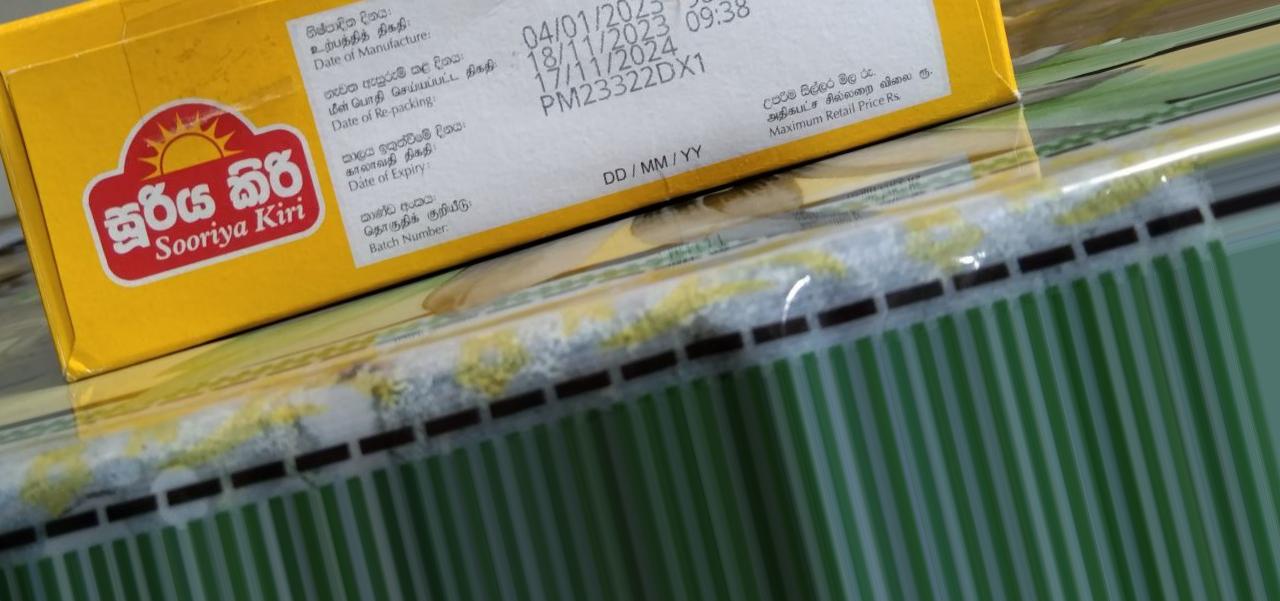 සූරිය කිරි
Sooriya Kiri
නිෂ්පාදිත දිනය:
உற்பத்தித் திகதி:
Date of Manufacture:
නැවත ඇසුරුම් කළ දිනය:
மீள் பொதி செய்யப்பட்ட திகதி:
Date of Re-packing:
කාලය ඉකුත්වීමේ දිනය:
காலாவதி திகதி:
Date of Expiry:
කාණ්ඩ අංකය:
தொகுதிக் குறியீடு:
Batch Number:
04/01/2023
18/11/2023 09:38
17/11/2024
PM23322DX1
DD / MM / YY
උපරිම සිල්ලර මිල රු.
அதிகபட்ச சில்லறை விலை ரூ.
Maximum Retail Price Rs.